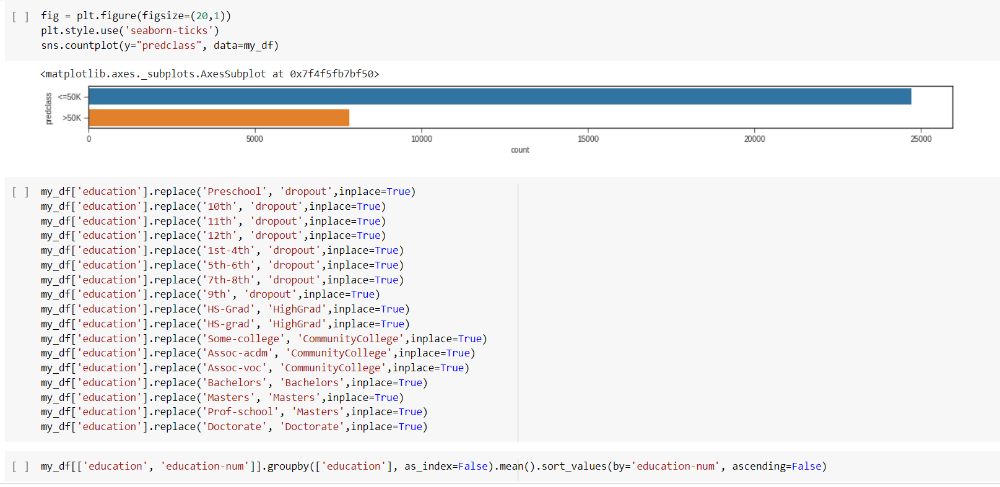 [ ] fig = plt.figure(figsize=(20,1))
plt.style.use('seaborn-ticks')
sns.countplot(y="predclass", data=my_df)
<matplotlib.axes._subplots.AxesSubplot at 0x7f4f5fb7bf50>
predclass
<=50K
>50K
0 5000 10000 15000 20000 25000
count
[ ] my_df['education'].replace('Preschool', 'dropout',inplace=True)
my_df['education'].replace('10th', 'dropout',inplace=True)
my_df['education'].replace('11th', 'dropout',inplace=True)
my_df['education'].replace('12th', 'dropout',inplace=True)
my_df['education'].replace('1st-4th', 'dropout',inplace=True)
my_df['education'].replace('5th-6th', 'dropout',inplace=True)
my_df['education'].replace('7th-8th', 'dropout',inplace=True)
my_df['education'].replace('9th', 'dropout',inplace=True)
my_df['education'].replace('HS-Grad', 'HighGrad',inplace=True)
my_df['education'].replace('HS-grad', 'HighGrad',inplace=True)
my_df['education'].replace('Some-college', 'CommunityCollege',inplace=True)
my_df['education'].replace('Assoc-acdm', 'CommunityCollege',inplace=True)
my_df['education'].replace('Assoc-voc', 'CommunityCollege',inplace=True)
my_df['education'].replace('Bachelors', 'Bachelors',inplace=True)
my_df['education'].replace('Masters', 'Masters',inplace=True)
my_df['education'].replace('Prof-school', 'Masters',inplace=True)
my_df['education'].replace('Doctorate', 'Doctorate',inplace=True)
[ ] my_df[['education', 'education-num']].groupby(['education'], as_index=False).mean().sort_values(by='education-num', ascending=False)